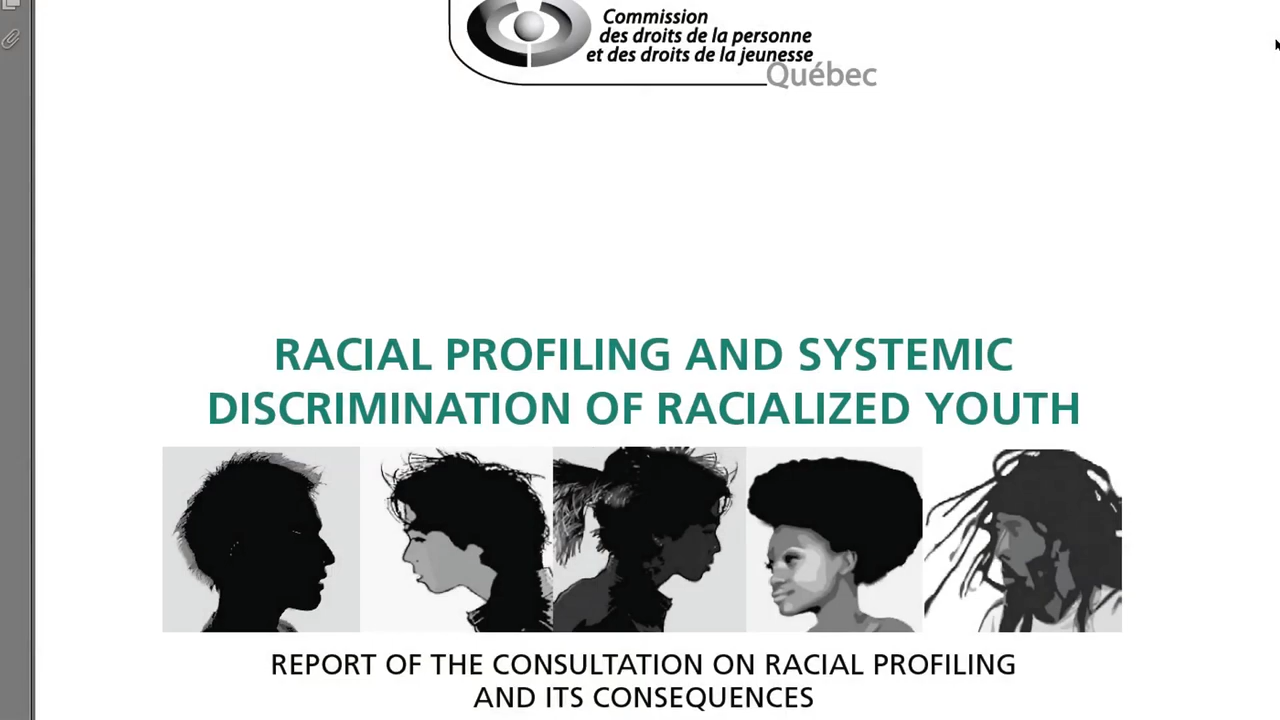 Commission
des droits de la personne
et des droits de la jeunesse
Québec
RACIAL PROFILING AND SYSTEMIC
DISCRIMINATION OF RACIALIZED YOUTH
REPORT OF THE CONSULTATION ON RACIAL PROFILING
AND ITS CONSEQUENCES